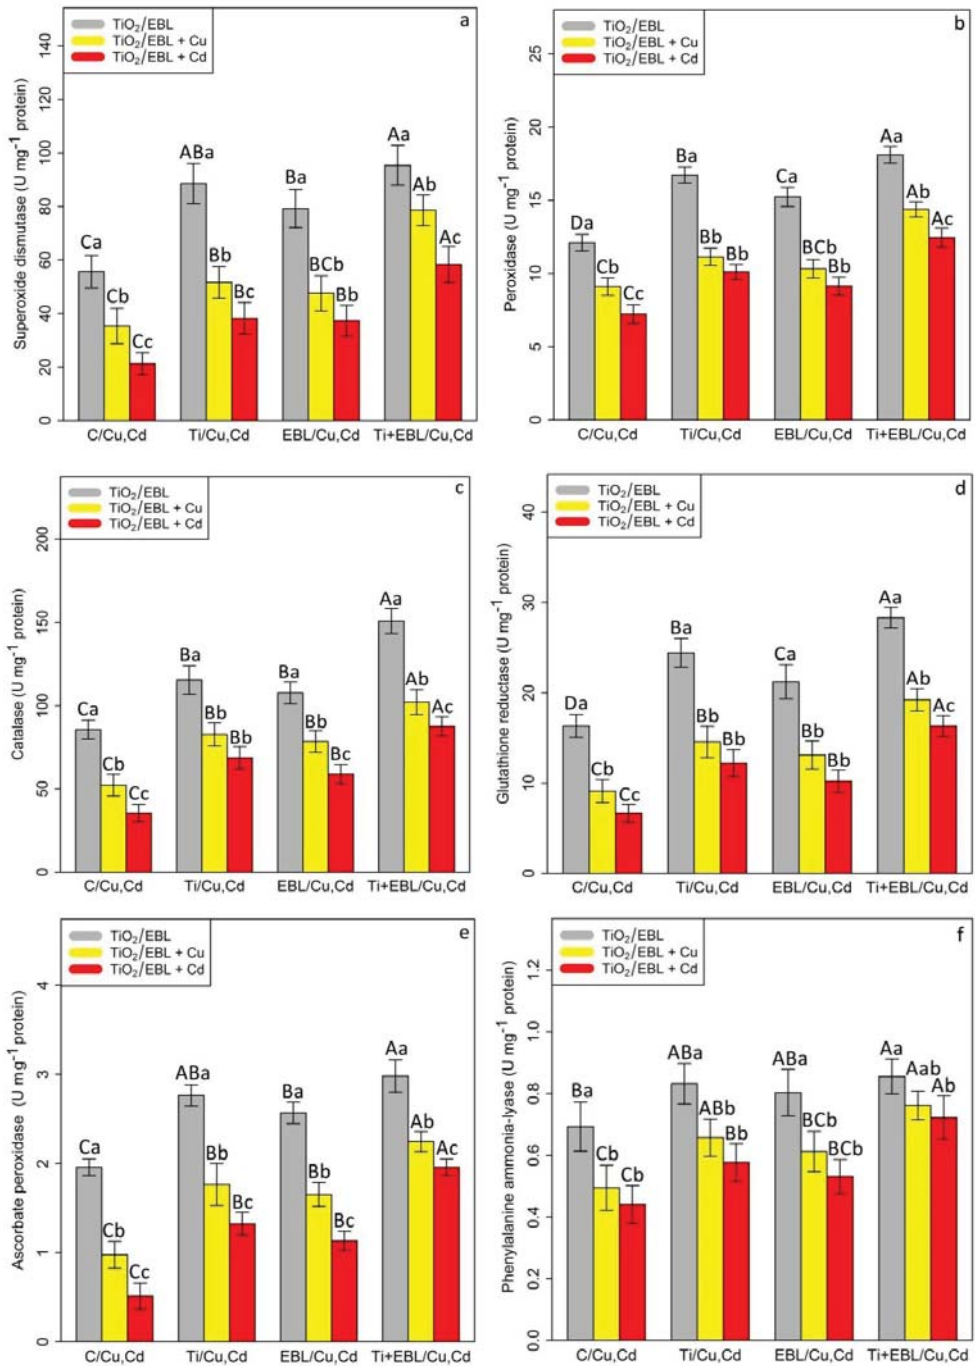 a
TiO₂/EBL
TiO₂/EBL + Cu
TiO₂/EBL + Cd
Superoxide dismutase (U mg⁻¹ protein)
140
120
100
80
60
40
20
0
Ca
Cb
Cc
ABa
Bb
Bc
Ba
BCb
Bb
Aa
Ab
Ac
C/Cu,Cd
Ti/Cu,Cd
EBL/Cu,Cd
Ti+EBL/Cu,Cd
b
TiO₂/EBL
TiO₂/EBL + Cu
TiO₂/EBL + Cd
Peroxidase (U mg⁻¹ protein)
25
20
15
10
5
0
Da
Cb
Cc
Ba
Bb
Bb
Ca
BCb
Bb
Aa
Ab
Ac
C/Cu,Cd
Ti/Cu,Cd
EBL/Cu,Cd
Ti+EBL/Cu,Cd
c
TiO₂/EBL
TiO₂/EBL + Cu
TiO₂/EBL + Cd
Catalase (U mg⁻¹ protein)
200
150
100
50
0
Ca
Cb
Cc
Ba
Bb
Bb
Ba
Bb
Bc
Aa
Ab
Ac
C/Cu,Cd
Ti/Cu,Cd
EBL/Cu,Cd
Ti+EBL/Cu,Cd
d
TiO₂/EBL
TiO₂/EBL + Cu
TiO₂/EBL + Cd
Glutathione reductase (U mg⁻¹ protein)
40
30
20
10
0
Da
Cb
Cc
Ba
Bb
Bb
Ca
Bb
Bb
Aa
Ab
Ac
C/Cu,Cd
Ti/Cu,Cd
EBL/Cu,Cd
Ti+EBL/Cu,Cd
e
TiO₂/EBL
TiO₂/EBL + Cu
TiO₂/EBL + Cd
Ascorbate peroxidase (U mg⁻¹ protein)
4
3
2
1
0
Ca
Cb
Cc
ABa
Bb
Bc
Ba
Bb
Bc
Aa
Ab
Ac
C/Cu,Cd
Ti/Cu,Cd
EBL/Cu,Cd
Ti+EBL/Cu,Cd
f
TiO₂/EBL
TiO₂/EBL + Cu
TiO₂/EBL + Cd
Phenylalanine ammonia-lyase (U mg⁻¹ protein)
1.2
1.0
0.8
0.6
0.4
0.2
0.0
Ba
Cb
Cb
ABa
ABb
Bb
ABa
BCb
BCb
Aa
Aab
Ab
C/Cu,Cd
Ti/Cu,Cd
EBL/Cu,Cd
Ti+EBL/Cu,Cd